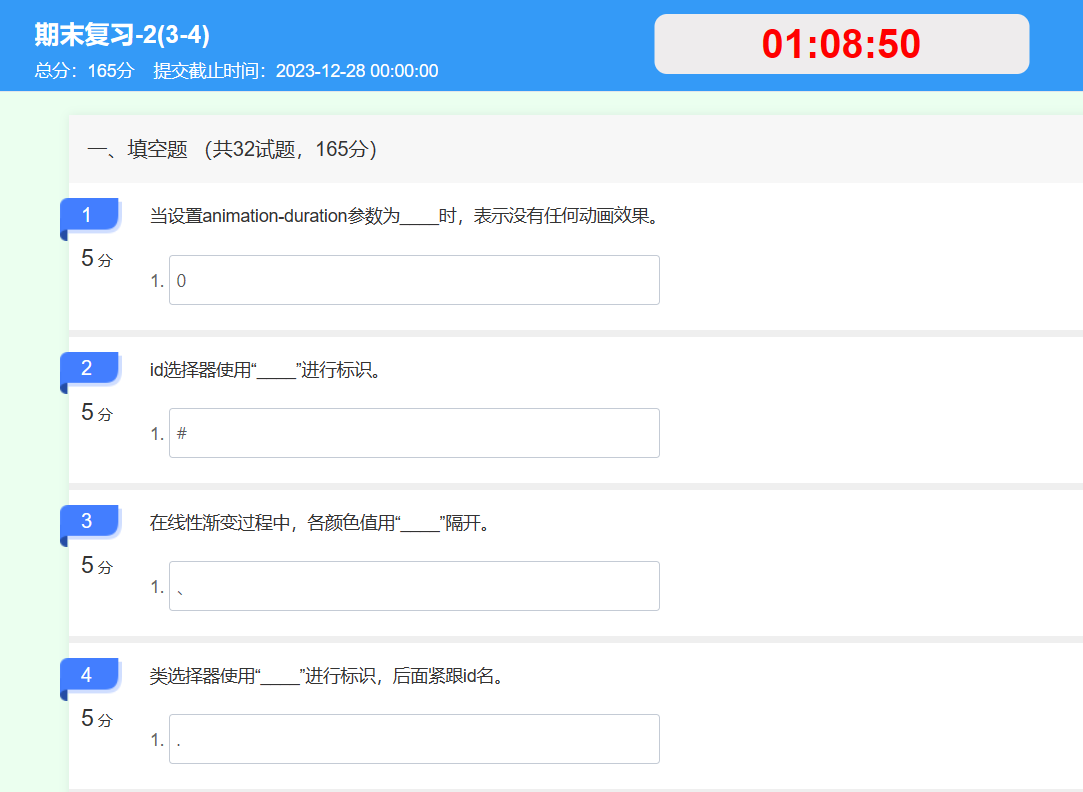 期末复习-2(3-4)
01:08:50
总分：165分 提交截止时间：2023-12-28 00:00:00
一、填空题 （共32试题，165分）
1
当设置animation-duration参数为____时，表示没有任何动画效果。
5 分
1. 0
2
id选择器使用“____”进行标识。
5 分
1. #
3
在线性渐变过程中，各颜色值用“____”隔开。
5 分
1. 、
4
类选择器使用“____”进行标识，后面紧跟id名。
5 分
1. .